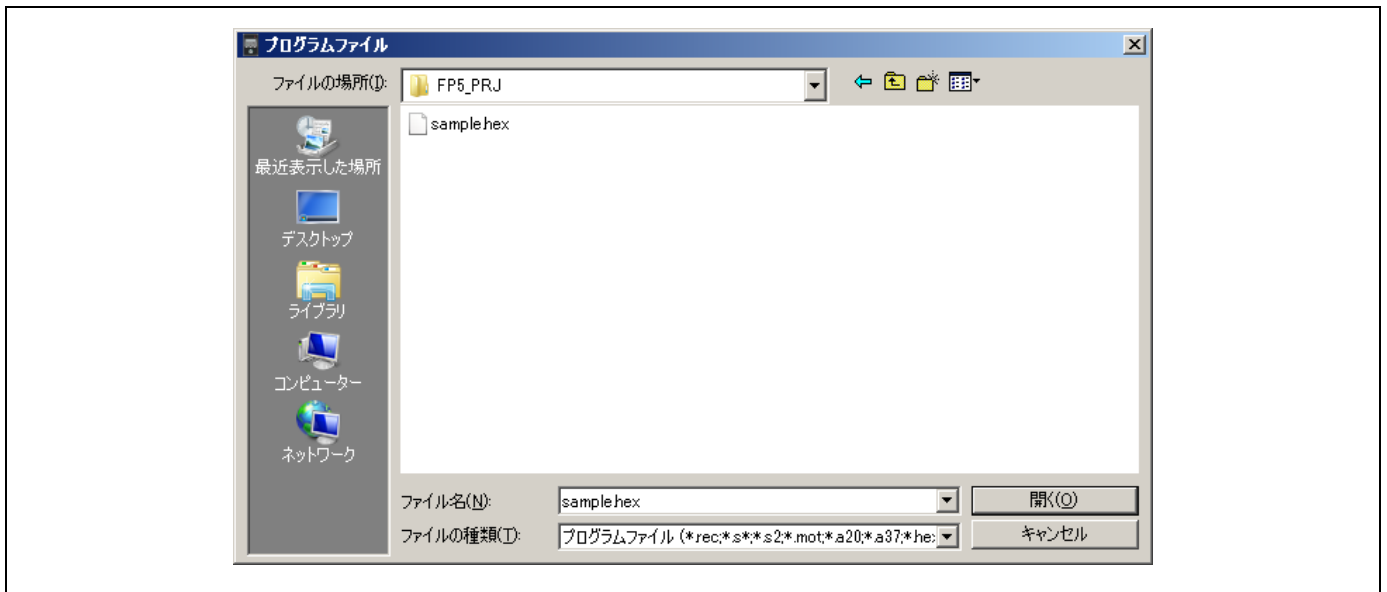 プログラムファイル
ファイルの場所(I):
FP5_PRJ
sample.hex
最近表示した場所
デスクトップ
ライブラリ
コンピューター
ネットワーク
ファイル名(N):
sample.hex
開く(O)
ファイルの種類(T):
プログラムファイル (*.rec;*.s*;*.s2;*.mot;*.a20;*.a37;*.he
キャンセル